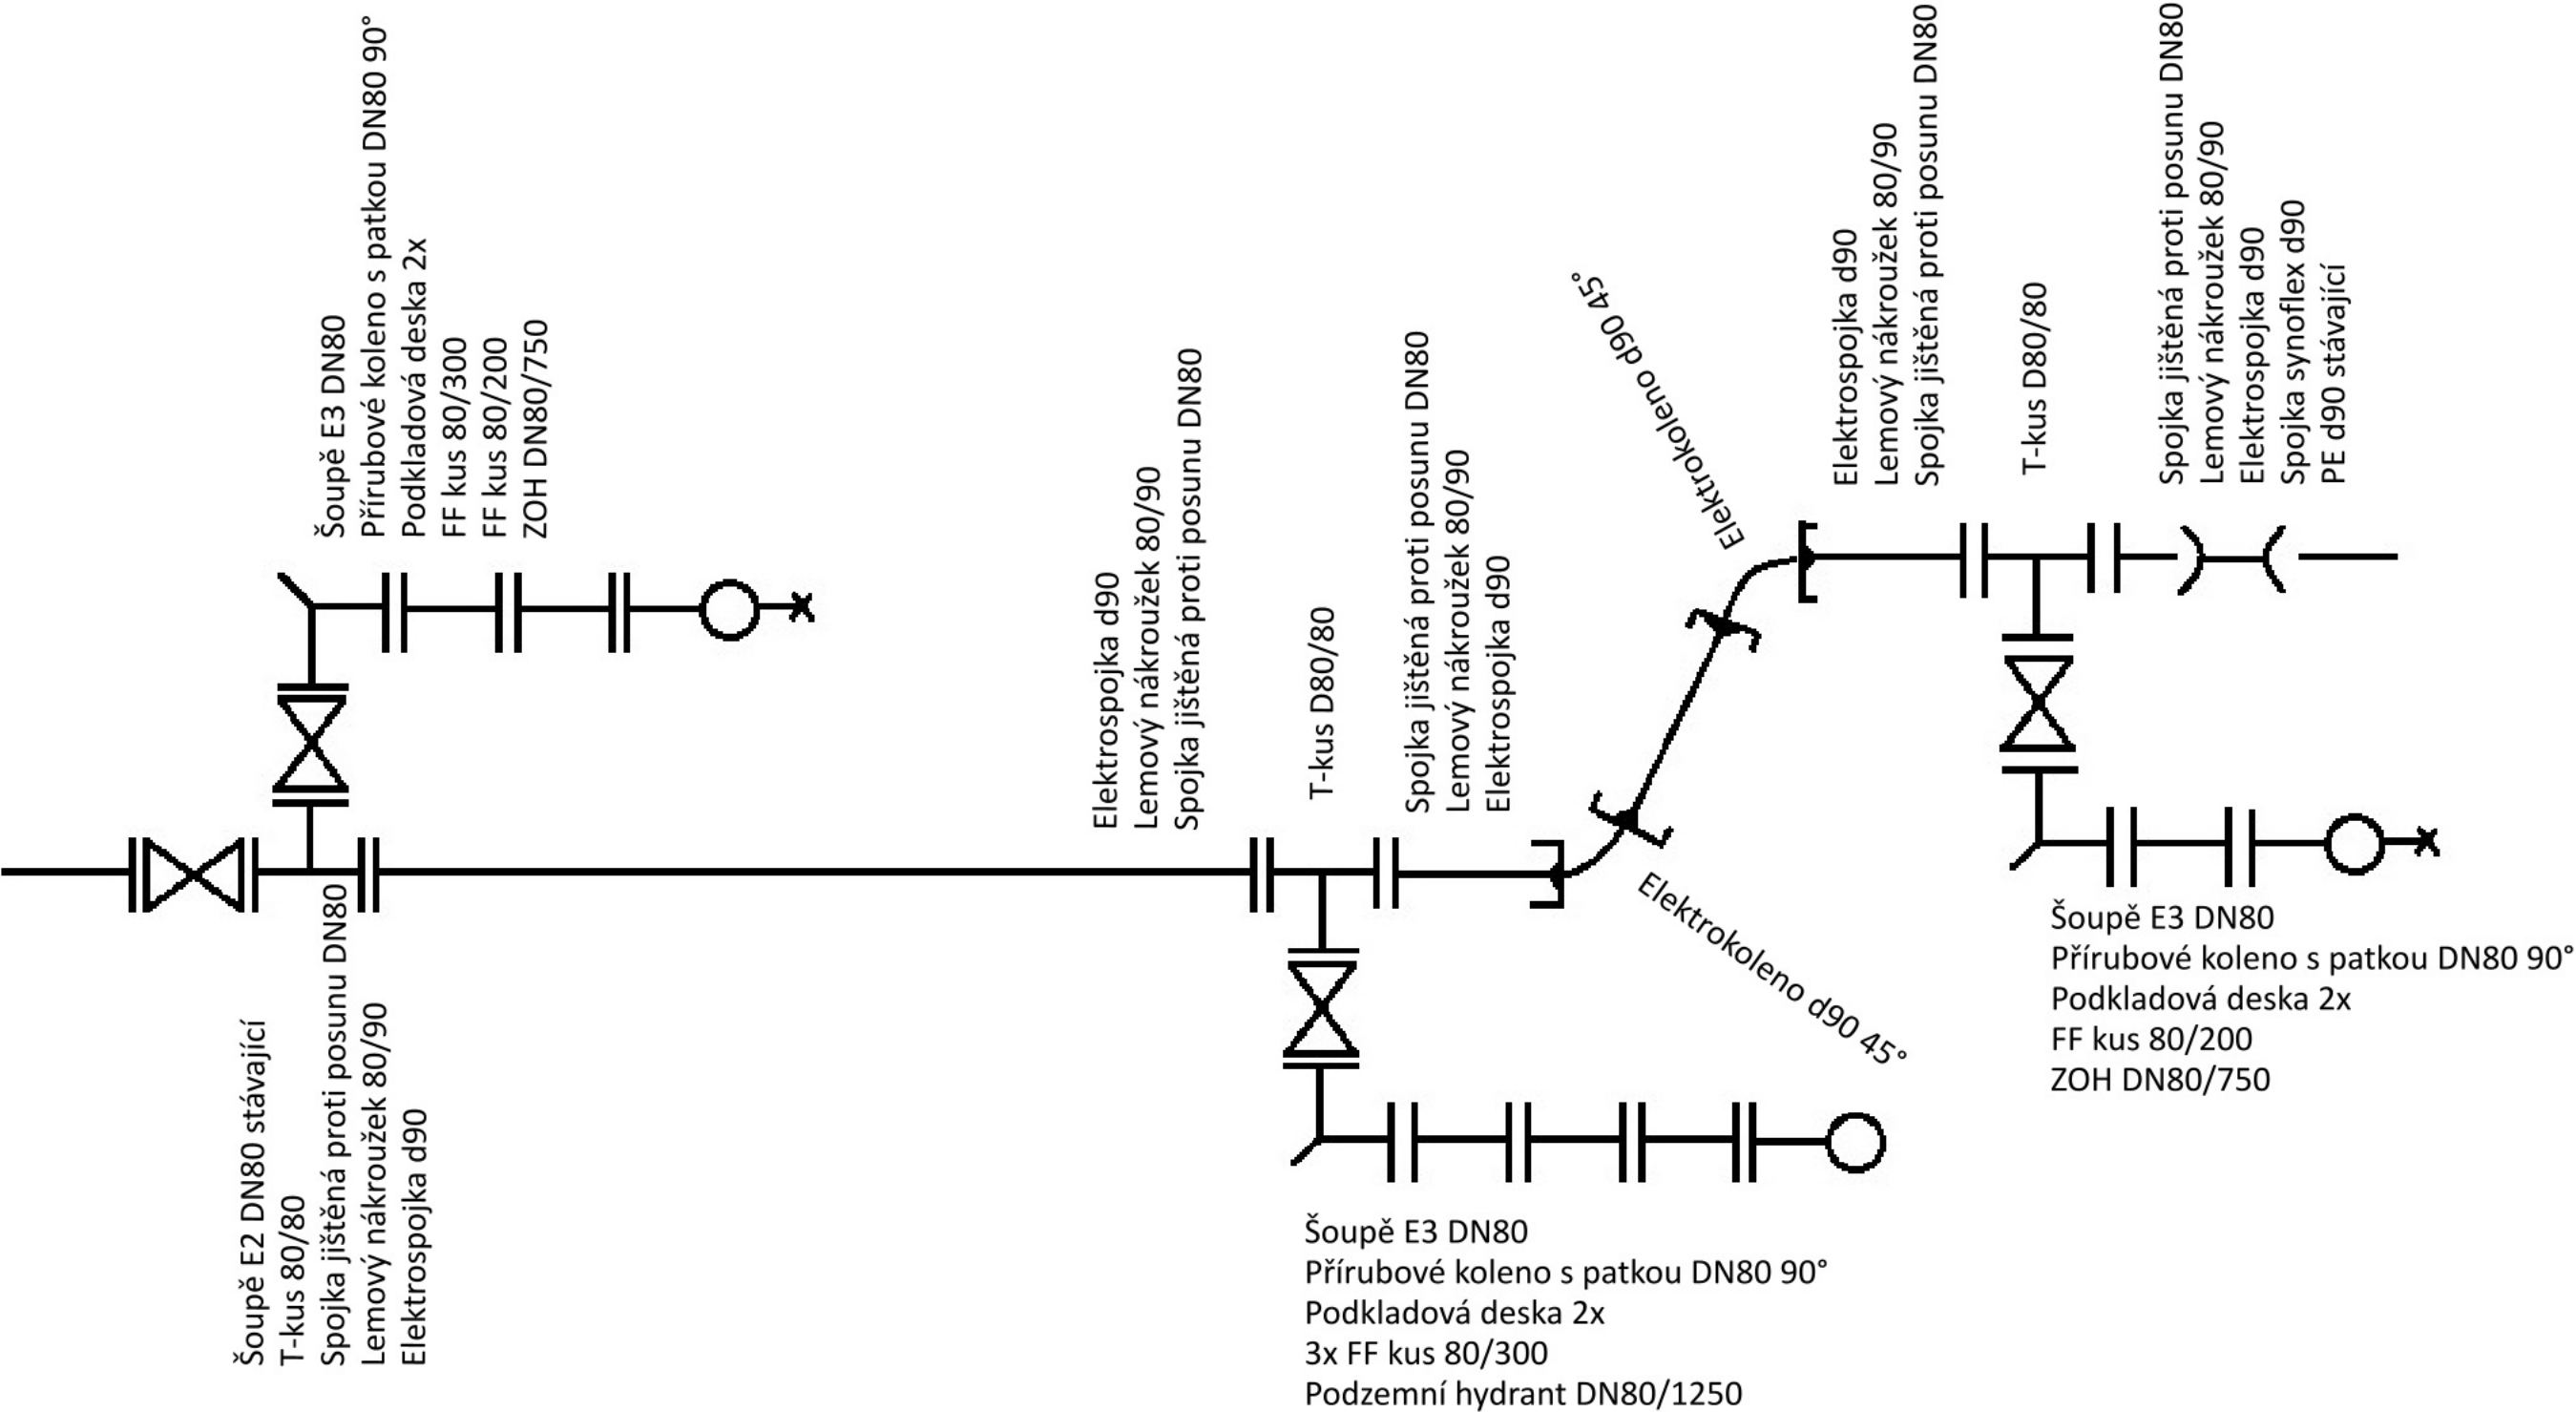 Šoupě E3 DN80
Přírubové koleno s patkou DN80 90°
Podkladová deska 2x
FF kus 80/300
FF kus 80/200
ZOH DN80/750
Šoupě E2 DN80 stávající
T-kus 80/80
Spojka jištěná proti posunu DN80
Lemový nákroužek 80/90
Elektrospojka d90
Elektrospojka d90
Lemový nákroužek 80/90
Spojka jištěná proti posunu DN80
T-kus D80/80
Spojka jištěná proti posunu DN80
Lemový nákroužek 80/90
Elektrospojka d90
Šoupě E3 DN80
Přírubové koleno s patkou DN80 90°
Podkladová deska 2x
3x FF kus 80/300
Podzemní hydrant DN80/1250
Elektrokoleno d90 45°
Elektrokoleno d90 45°
Elektrospojka d90
Lemový nákroužek 80/90
Spojka jištěná proti posunu DN80
T-kus D80/80
Spojka jištěná proti posunu DN80
Lemový nákroužek 80/90
Elektrospojka d90
Spojka synoflex d90
PE d90 stávající
Šoupě E3 DN80
Přírubové koleno s patkou DN80 90°
Podkladová deska 2x
FF kus 80/200
ZOH DN80/750